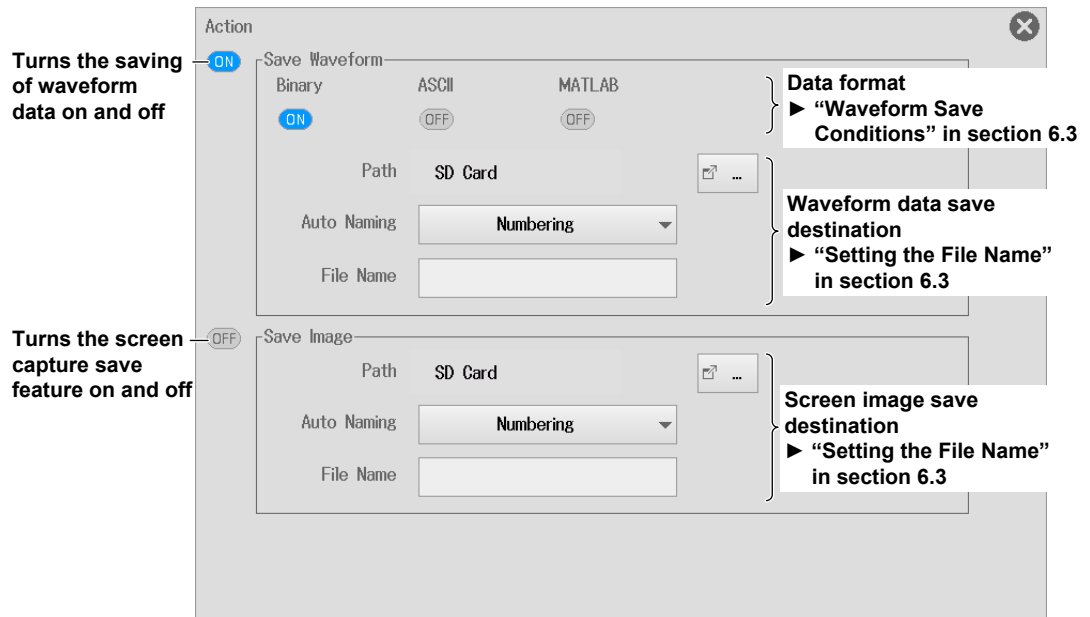 Action
Turns the saving
of waveform
data on and off
ON
Save Waveform
Binary
ASCII
MATLAB
ON
OFF
OFF
Data format
► “Waveform Save
Conditions” in section 6.3
Path
SD Card
...
Auto Naming
Numbering
File Name
Waveform data save
destination
► “Setting the File Name”
in section 6.3
Turns the screen
capture save
feature on and off
OFF
Save Image
Path
SD Card
...
Auto Naming
Numbering
File Name
Screen image save
destination
► “Setting the File Name”
in section 6.3